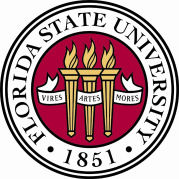 FLORIDA STATE UNIVERSITY
VIRES ARTES MORES
· 1851 ·